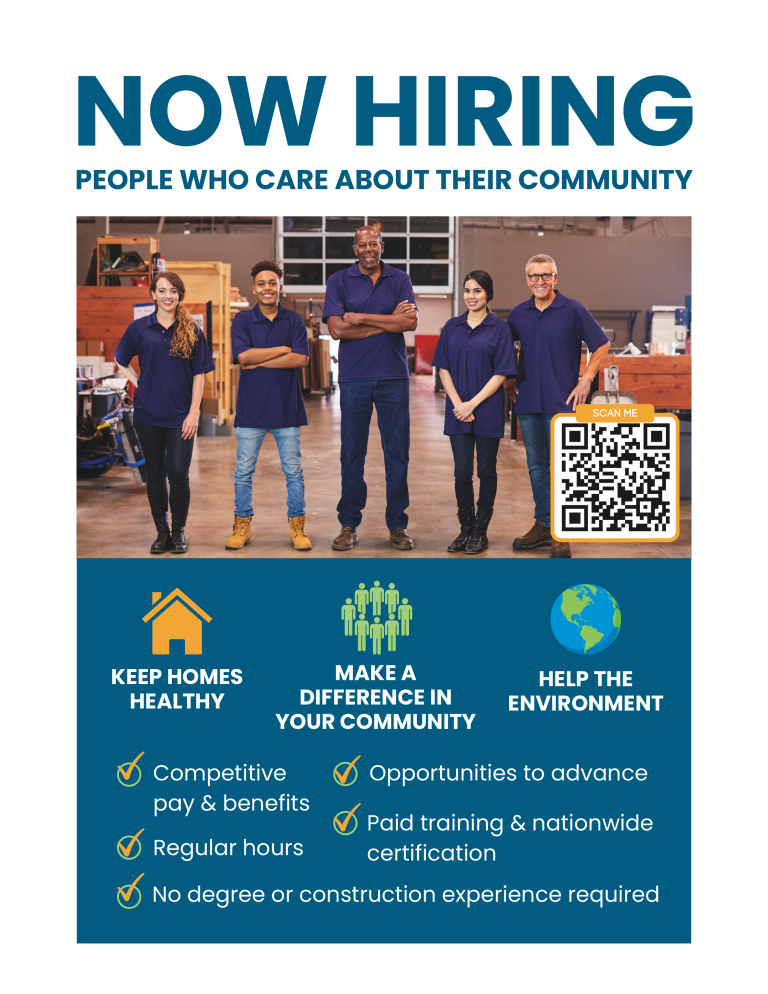 NOW HIRING
PEOPLE WHO CARE ABOUT THEIR COMMUNITY
SCAN ME
KEEP HOMES
HEALTHY
MAKE A
DIFFERENCE IN
YOUR COMMUNITY
HELP THE
ENVIRONMENT
Competitive
pay & benefits
Opportunities to advance
Regular hours
Paid training & nationwide
certification
No degree or construction experience required